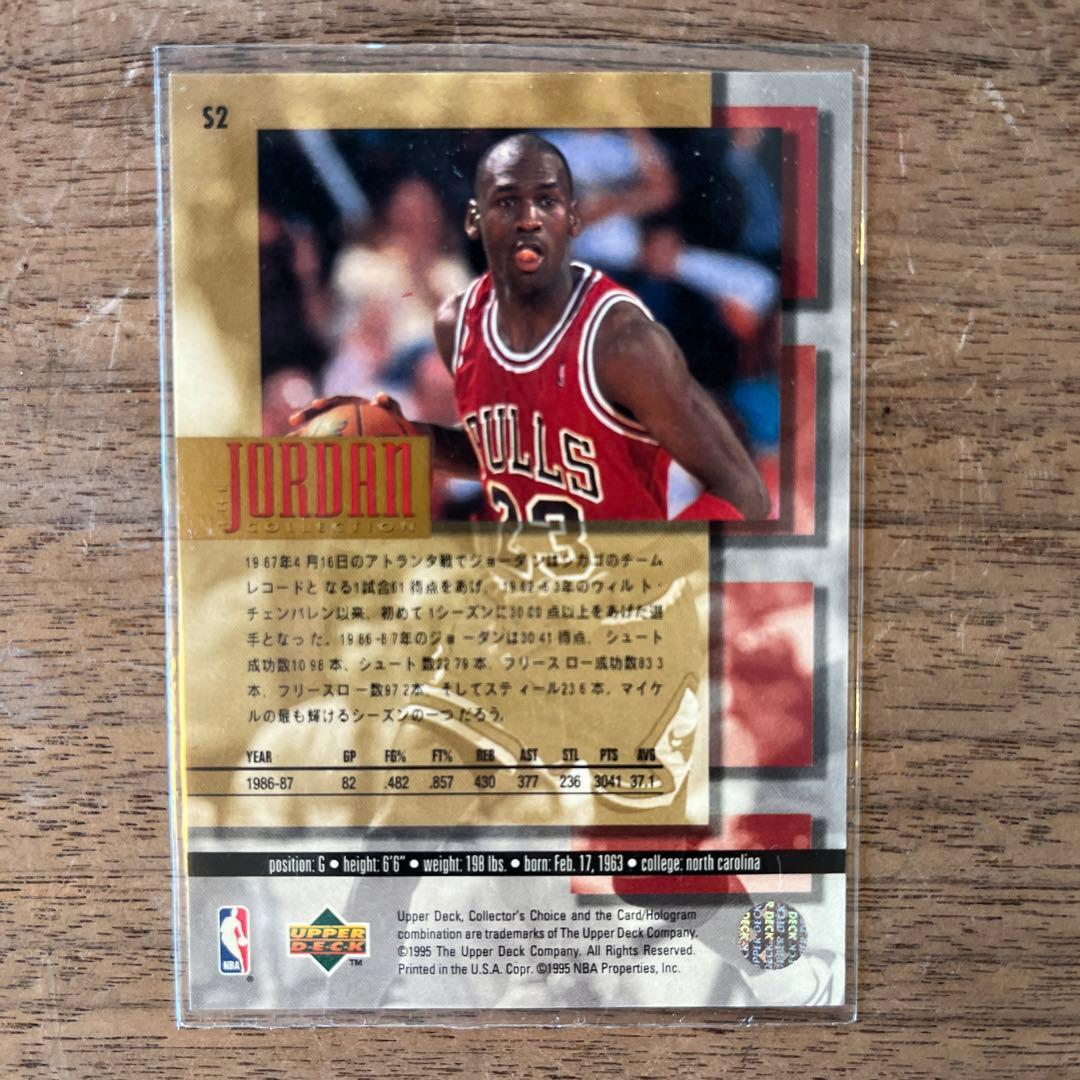 S2
BULLS
23
THE
JORDAN
COLLECTION
1987年4月16日のアトランタ戦でジョーダンはシカゴのチーム
レコードとなる1試合61得点をあげ、1962-63年のウィルト・
チェンバレン以来、初めて1シーズンに3000点以上をあげた選
手となった。1986-87年のジョーダンは3041得点、シュート
成功数1098本、シュート数2279本、フリースロー成功数833
本、フリースロー数972本、そしてスティール236本。マイケ
ルの最も輝けるシーズンの一つだろう。
YEAR GP FG% FT% REB AST STL PTS AVG
1986-87 82 .482 .857 430 377 236 3041 37.1
position: G • height: 6'6" • weight: 198 lbs. • born: Feb. 17, 1963 • college: north carolina
Upper Deck, Collector's Choice and the Card/Hologram
combination are trademarks of The Upper Deck Company.
©1995 The Upper Deck Company. All Rights Reserved.
Printed in the U.S.A. Copr. ©1995 NBA Properties, Inc.
NBA ®
UPPER
DECK ™
UPPER DECK